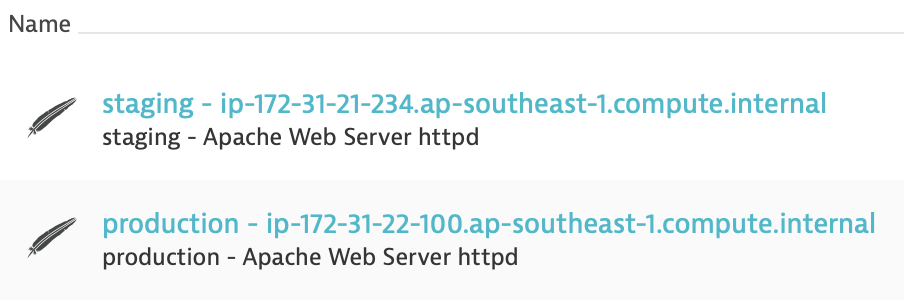 Name
staging - ip-172-31-21-234.ap-southeast-1.compute.internal
staging - Apache Web Server httpd
production - ip-172-31-22-100.ap-southeast-1.compute.internal
production - Apache Web Server httpd